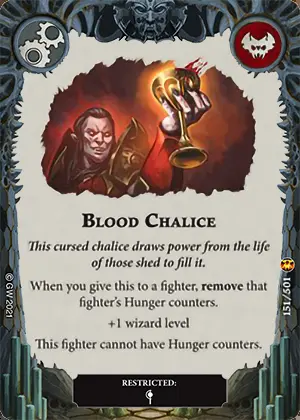 BLOOD CHALICE
This cursed chalice draws power from the life
of those shed to fill it.
When you give this to a fighter, remove that
fighter's Hunger counters.
+1 wizard level
This fighter cannot have Hunger counters.
RESTRICTED:
© GW 2021
151/501